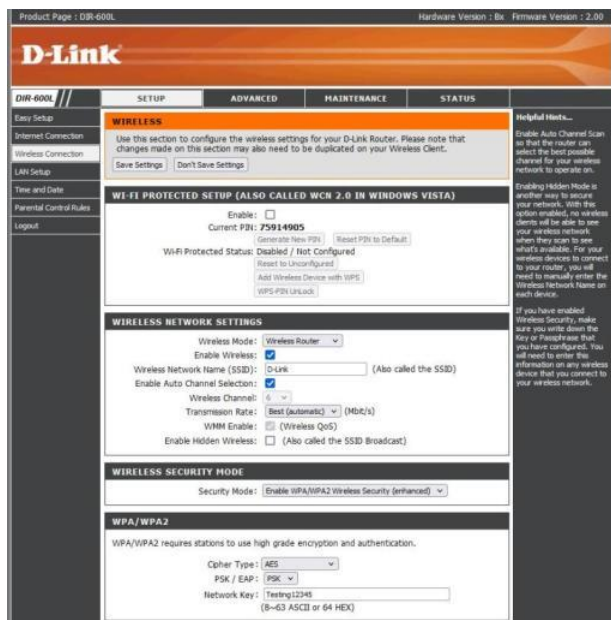 Product Page : DIR-600L
Hardware Version : Bx Firmware Version : 2.00
D-Link
DIR-600L
SETUP
ADVANCED
MAINTENANCE
STATUS
Easy Setup
Internet Connection
Wireless Connection
LAN Setup
Time and Date
Parental Control Rules
Logout
WIRELESS
Use this section to configure the wireless settings for your D-Link Router. Please note that
changes made on this section may also need to be duplicated on your Wireless Client.
Save Settings Don't Save Settings
WI-FI PROTECTED SETUP (ALSO CALLED WCN 2.0 IN WINDOWS VISTA)
Enable:
Current PIN: 75914905
Generate New PIN Reset PIN to Default
Wi-Fi Protected Status: Disabled / Not Configured
Reset to Unconfigured
Add Wireless Device with WPS
WPS-PIN UnLock
WIRELESS NETWORK SETTINGS
Wireless Mode: Wireless Router
Enable Wireless:
Wireless Network Name (SSID): D-Link (Also called the SSID)
Enable Auto Channel Selection:
Wireless Channel: 6
Transmission Rate: Best (automatic) (Mbit/s)
WMM Enable: (Wireless QoS)
Enable Hidden Wireless: (Also called the SSID Broadcast)
WIRELESS SECURITY MODE
Security Mode: Enable WPA/WPA2 Wireless Security (enhanced)
WPA/WPA2
WPA/WPA2 requires stations to use high grade encryption and authentication.
Cipher Type: AES
PSK / EAP: PSK
Network Key: Testing12345
(8~63 ASCII or 64 HEX)
Helpful Hints...
Enable Auto Channel Scan
so that the router can
select the best possible
channel for your wireless
network to operate on.
Enabling Hidden Mode is
another way to secure
your network. With this
option enabled, no wireless
clients will be able to see
your wireless network
when they scan to see
what's available. For your
wireless devices to connect
to your router, you will
need to manually enter the
Wireless Network Name on
each device.
If you have enabled
Wireless Security, make
sure you write down the
Key or Passphrase that
you have configured. You
will need to enter this
information on any wireless
device that you connect to
your wireless network.